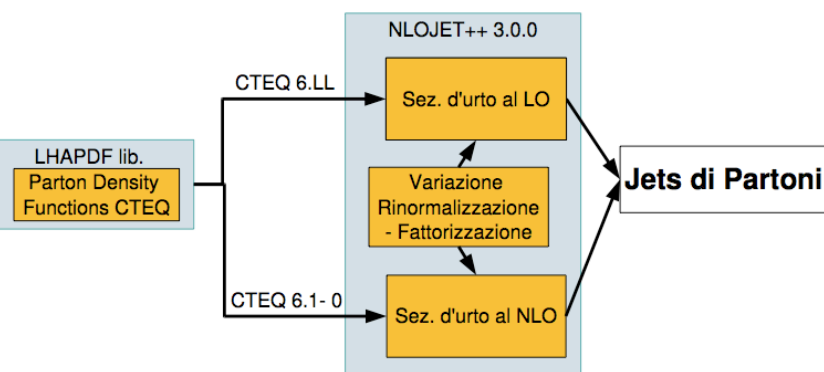 NLOJET++ 3.0.0
CTEQ 6.LL
Sez. d'urto al LO
LHAPDF lib.
Parton Density
Functions CTEQ
Variazione
Rinormalizzazione
- Fattorizzazione
Jets di Partoni
CTEQ 6.1- 0
Sez. d'urto al NLO